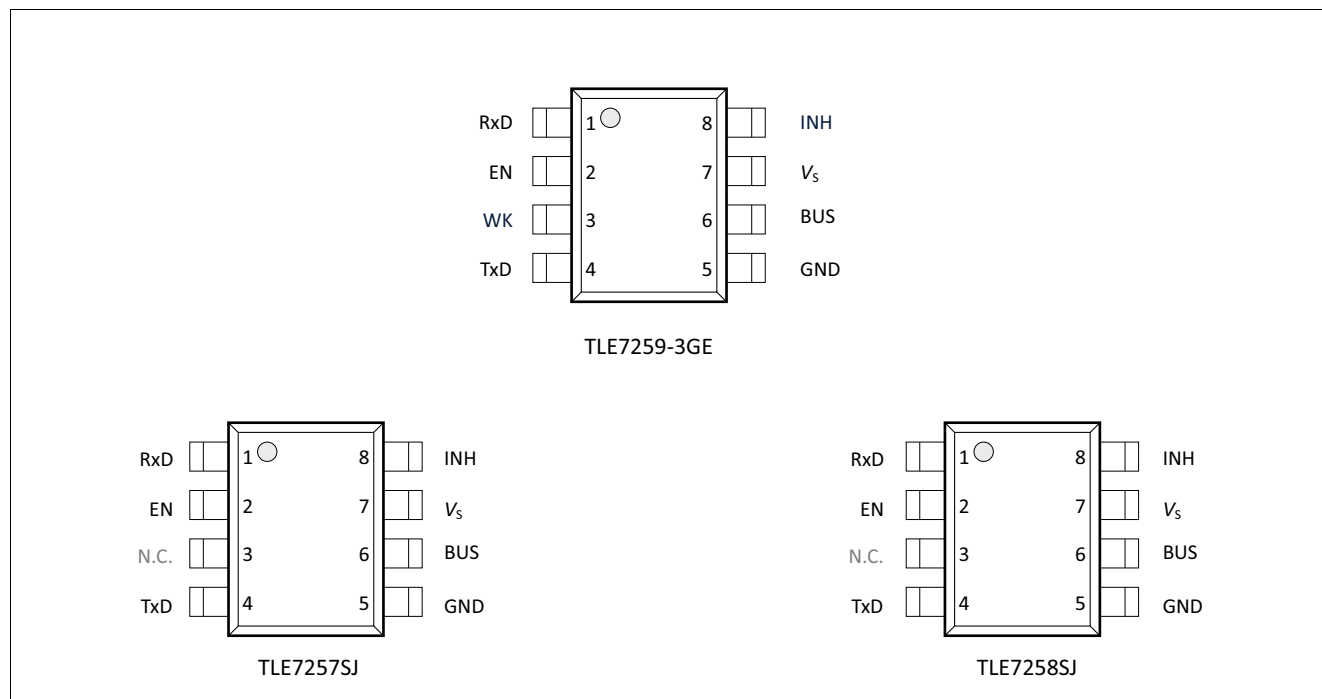 RxD 1 8 INH
EN 2 7 VS
WK 3 6 BUS
TxD 4 5 GND
TLE7259-3GE
RxD 1 8 INH
EN 2 7 VS
N.C. 3 6 BUS
TxD 4 5 GND
TLE7257SJ
RxD 1 8 INH
EN 2 7 VS
N.C. 3 6 BUS
TxD 4 5 GND
TLE7258SJ